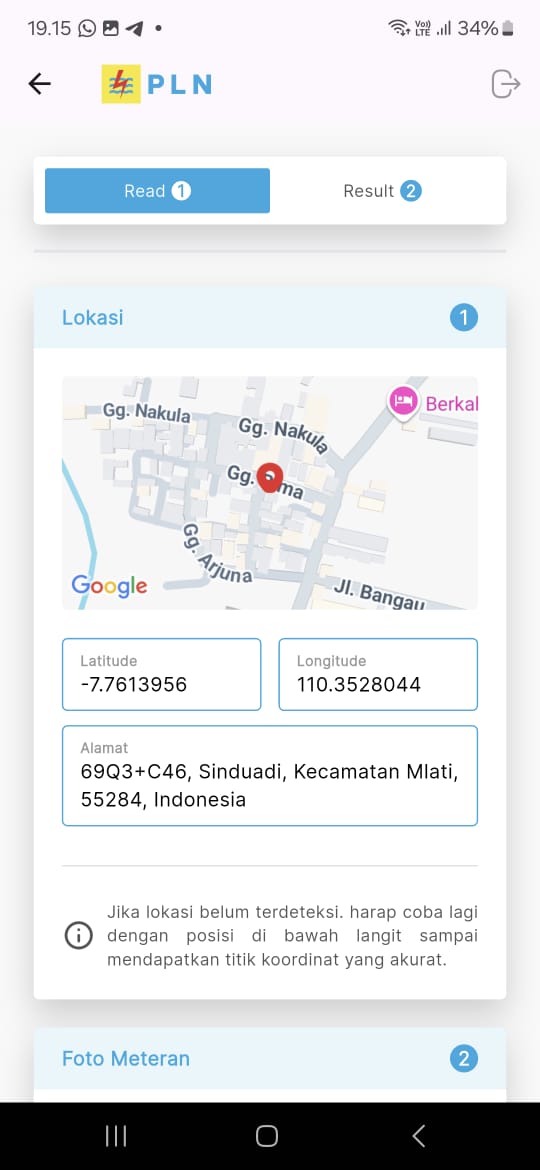 19.15
Vo)) LTE
34%
PLN
Read 1
Result 2
Lokasi 1
Gg. Nakula
Berkal
Gg. Nakula
Gg. ma
Gg. Arjuna
Google
Jl. Bangau
Latitude
-7.7613956
Longitude
110.3528044
Alamat
69Q3+C46, Sinduadi, Kecamatan Mlati,
55284, Indonesia
Jika lokasi belum terdeteksi. harap coba lagi
dengan posisi di bawah langit sampai
mendapatkan titik koordinat yang akurat.
Foto Meteran 2